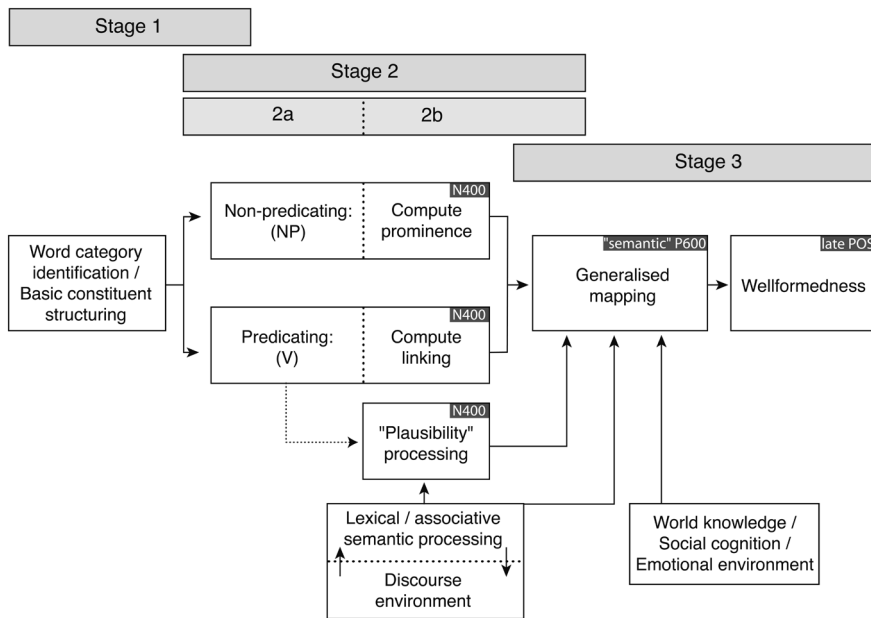 Stage 1
Stage 2
2a
2b
Stage 3
N400
Non-predicating:
(NP)
Compute
prominence
Word category
identification /
Basic constituent
structuring
"semantic" P600
Generalised
mapping
late POS
Wellformedness
N400
Predicating:
(V)
Compute
linking
N400
"Plausibility"
processing
Lexical / associative
semantic processing
Discourse
environment
World knowledge /
Social cognition /
Emotional environment